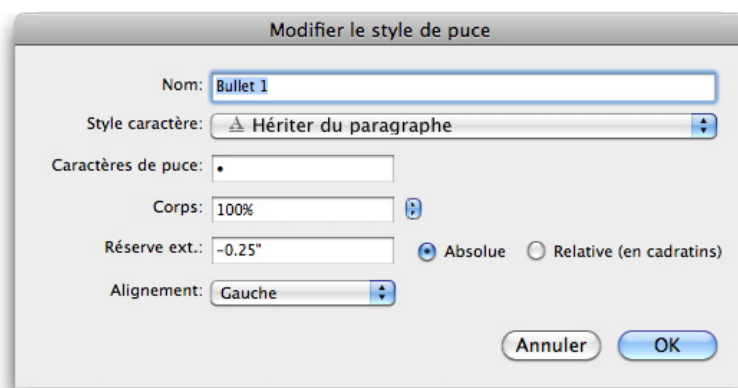 Modifier le style de puce
Nom: Bullet 1
Style caractère: A Hériter du paragraphe
Caractères de puce: •
Corps: 100%
Réserve ext.: -0.25" Absolue Relative (en cadratins)
Alignement: Gauche
Annuler OK